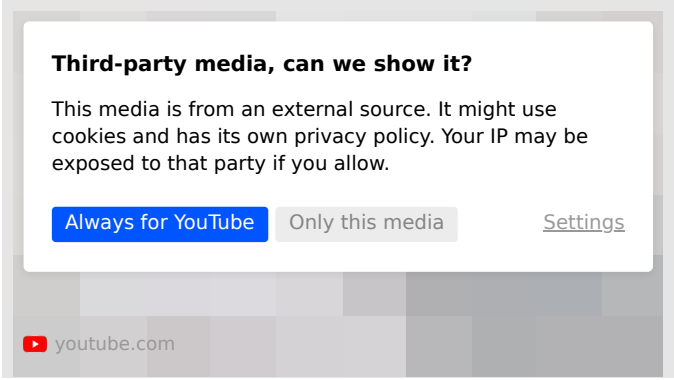 Third-party media, can we show it?
This media is from an external source. It might use
cookies and has its own privacy policy. Your IP may be
exposed to that party if you allow.
Always for YouTube
Only this media
Settings
youtube.com